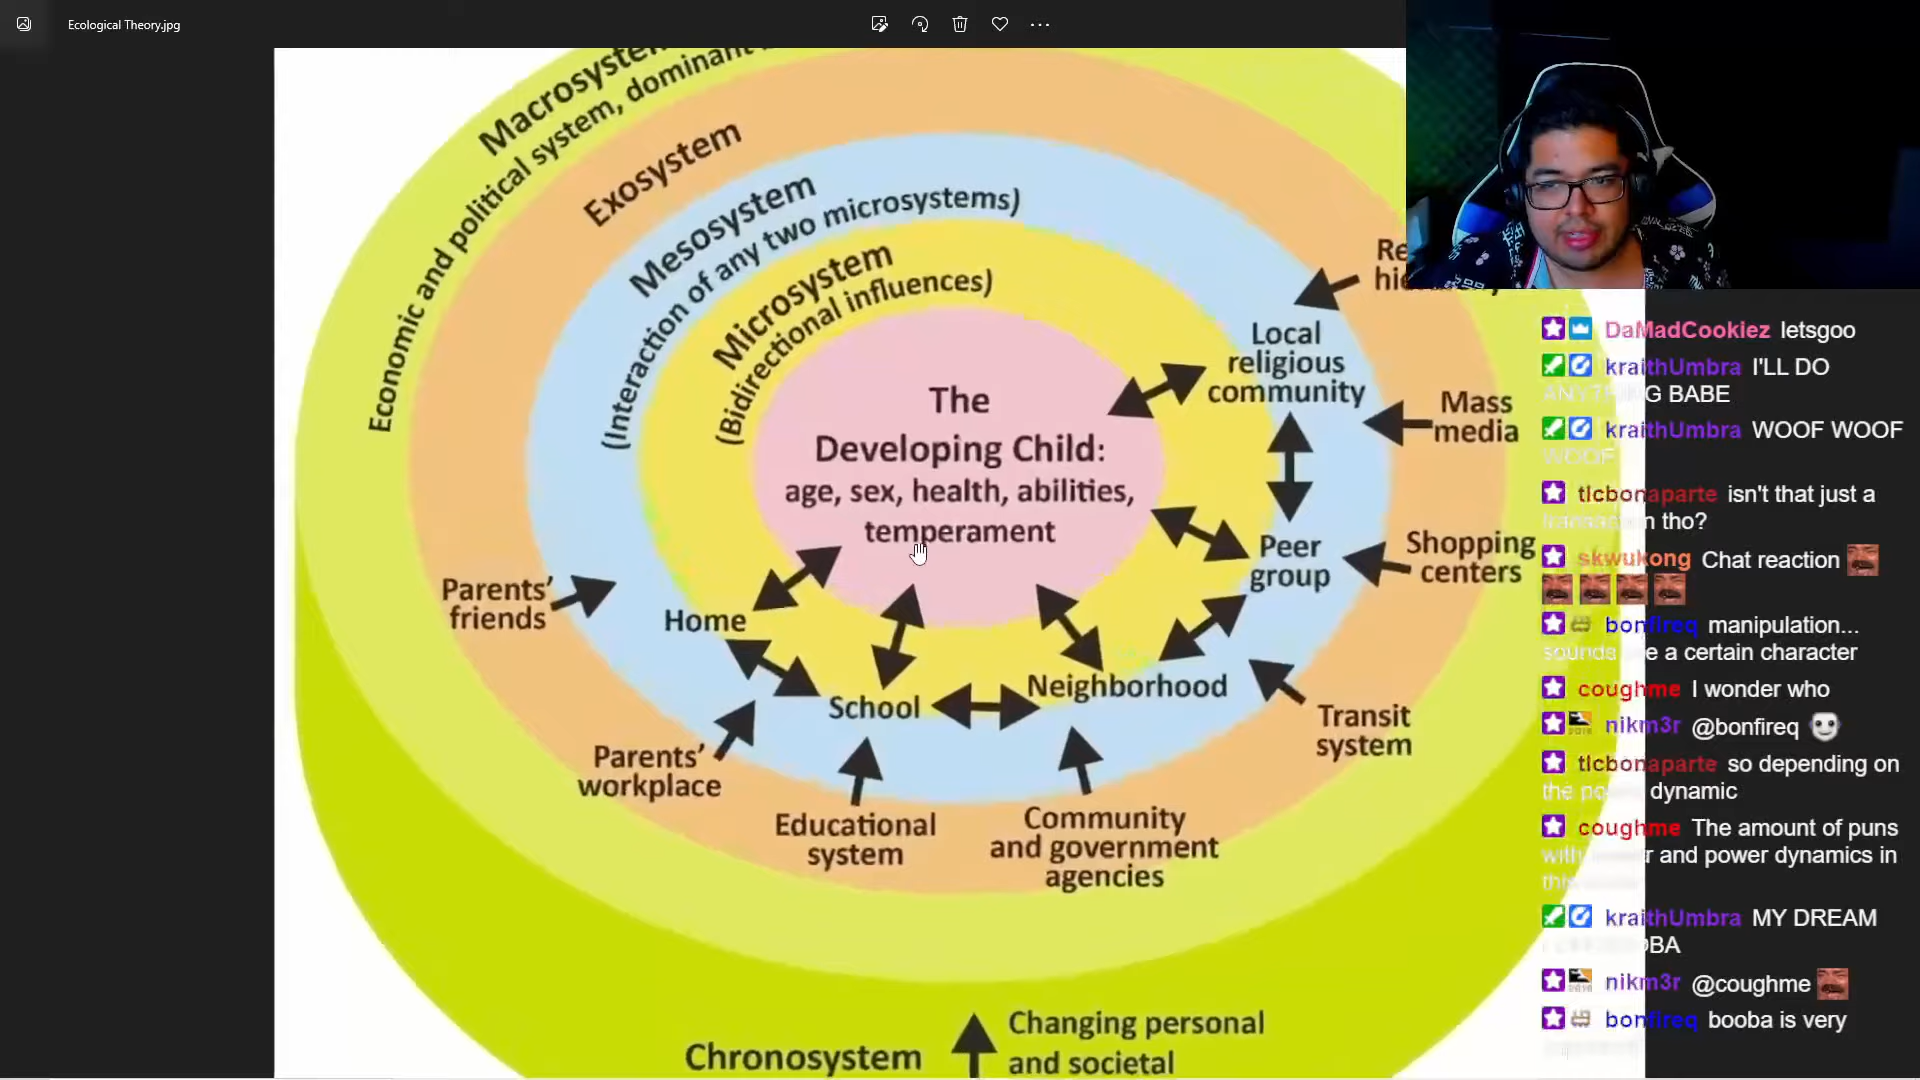 Ecological Theory.jpg
Economic and political system, dominant
Exosystem
Mesosystem
(Interaction of any two microsystems)
Microsystem
(Bidirectional influences)
The
Developing Child:
age, sex, health, abilities,
temperament
Local
religious
community
Mass
media
Shopping
centers
Peer
group
Parents’
friends
Home
School
Neighborhood
Transit
system
Parents’
workplace
Educational
system
Community
and government
agencies
Chronosystem
Changing personal
and societal
DaMadCookiez letsgoo
kraithUmbra I'LL DO
BABE
kraithUmbra WOOF WOOF
WOOF
tlcbonaparte isn't that just a
tho?
skwukong Chat reaction
bonfireq manipulation...
a certain character
coughme I wonder who
nikm3r @bonfireq
tlcbonaparte so depending on
the dynamic
coughme The amount of puns
and power dynamics in
kraithUmbra MY DREAM
nikm3r @coughme
bonfireq booba is very